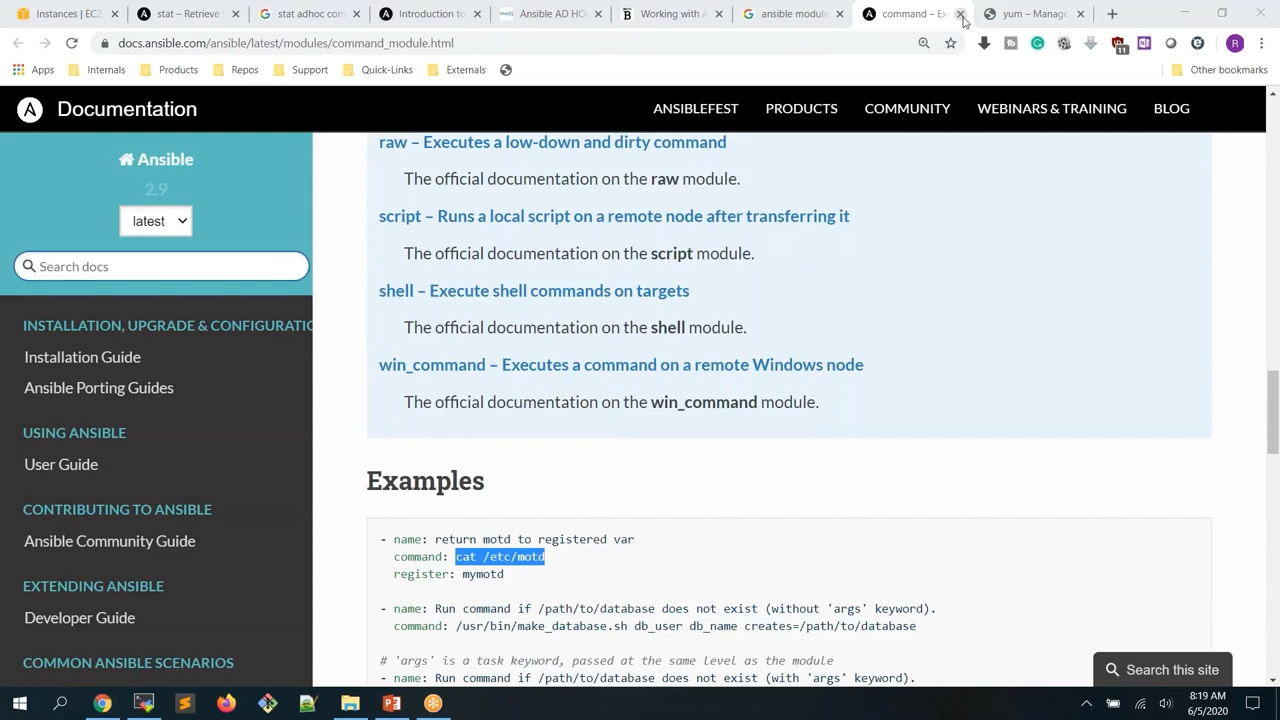 Instances | EC2
stat – Retrieve f
stat adhoc com
Introduction to
Ansible AD HO
Working with A
ansible module
command – Ex
yum – Manage
docs.ansible.com/ansible/latest/modules/command_module.html
11
R
Apps
Internals
Products
Repos
Support
Quick-Links
Externals
Other bookmarks
Documentation
ANSIBLEFEST
PRODUCTS
COMMUNITY
WEBINARS & TRAINING
BLOG
Ansible
2.9
latest
Search docs
INSTALLATION, UPGRADE & CONFIGURATIO
Installation Guide
Ansible Porting Guides
USING ANSIBLE
User Guide
CONTRIBUTING TO ANSIBLE
Ansible Community Guide
EXTENDING ANSIBLE
Developer Guide
COMMON ANSIBLE SCENARIOS
raw – Executes a low-down and dirty command
The official documentation on the raw module.
script – Runs a local script on a remote node after transferring it
The official documentation on the script module.
shell – Execute shell commands on targets
The official documentation on the shell module.
win_command – Executes a command on a remote Windows node
The official documentation on the win_command module.
Examples
- name: return motd to registered var
command: cat /etc/motd
register: mymotd
- name: Run command if /path/to/database does not exist (without 'args' keyword).
command: /usr/bin/make_database.sh db_user db_name creates=/path/to/database
# 'args' is a task keyword, passed at the same level as the module
- name: Run command if /path/to/database does not exist (with 'args' keyword).
Search this site
8:19 AM
6/5/2020